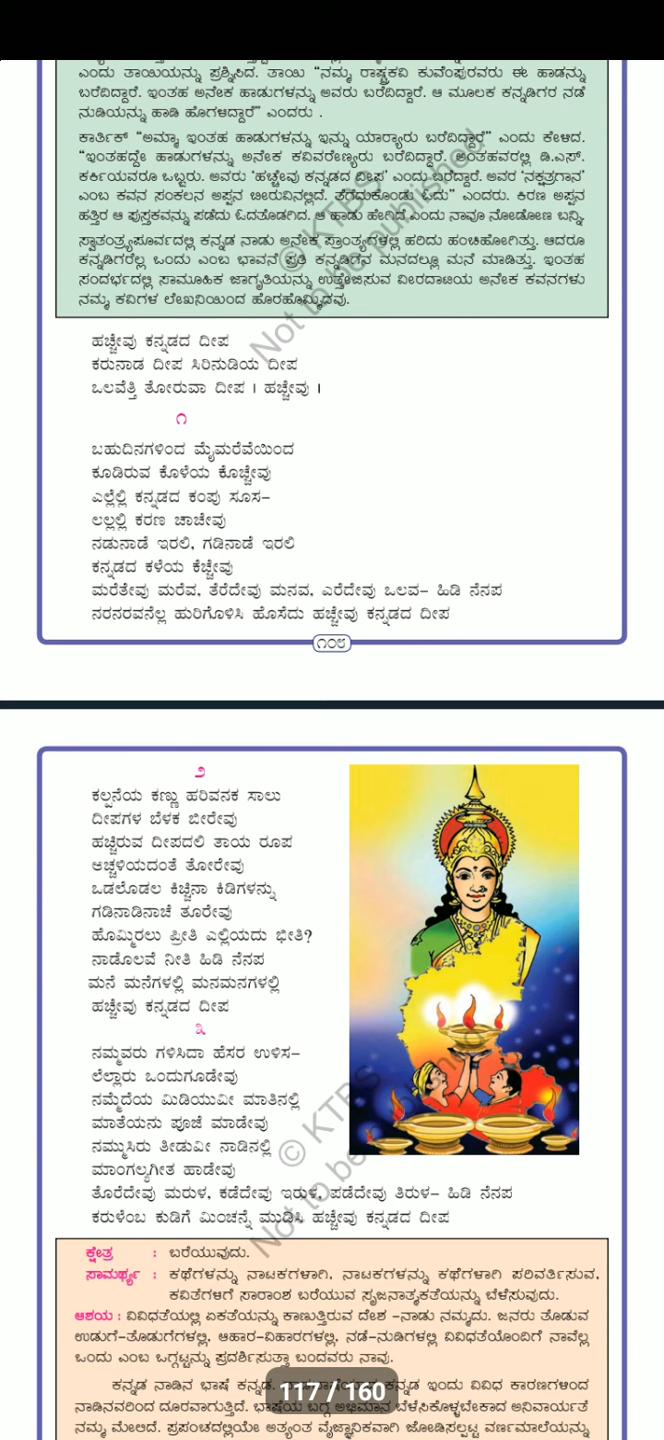 ಎಂದು ತಾಯಿಯನ್ನು ಪ್ರಶ್ನಿಸಿದ. ತಾಯಿ “ನಮ್ಮ ರಾಷ್ಟ್ರಕವಿ ಕುವೆಂಪುರವರು ಈ ಹಾಡನ್ನು
ಬರೆದಿದ್ದಾರೆ. ಇಂತಹ ಅನೇಕ ಹಾಡುಗಳನ್ನು ಅವರು ಬರೆದಿದ್ದಾರೆ. ಆ ಮೂಲಕ ಕನ್ನಡಿಗರ ನಡೆ
ನುಡಿಯನ್ನು ಹಾಡಿ ಹೊಗಳಿದ್ದಾರೆ” ಎಂದರು .
ಕಾರ್ತಿಕ್ “ಅಮ್ಮಾ ಇಂತಹ ಹಾಡುಗಳನ್ನು ಇನ್ನು ಯಾರ‍್ಯಾರು ಬರೆದಿದ್ದಾರೆ” ಎಂದು ಕೇಳಿದ.
“ಇಂತಹದ್ದೇ ಹಾಡುಗಳನ್ನು ಅನೇಕ ಕವಿವರೇಣ್ಯರು ಬರೆದಿದ್ದಾರೆ. ಅಂತಹವರಲ್ಲಿ ಡಿ.ಎಸ್.
ಕರ್ಕಿಯವರೂ ಒಬ್ಬರು. ಅವರು ‘ಹಚ್ಚೇವು ಕನ್ನಡದ ದೀಪ’ ಎಂದು ಬರೆದ್ದಾರೆ. ಅವರ ‘ನಕ್ಷತ್ರಗಾನ’
ಎಂಬ ಕವನ ಸಂಕಲನ ಅಪ್ಪನ ಬೀರುವಿನಲ್ಲಿದೆ. ತೆಗೆದುಕೊಂಡು ಓದು” ಎಂದರು. ಕಿರಣ ಅಪ್ಪನ
ಹತ್ತಿರ ಆ ಪುಸ್ತಕವನ್ನು ಪಡೆದು ಓದತೊಡಗಿದ. ಆ ಹಾಡು ಹೇಗಿದೆ ಎಂದು ನಾವೂ ನೋಡೋಣ ಬನ್ನಿ.
ಸ್ವಾತಂತ್ರ್ಯಪೂರ್ವದಲ್ಲಿ ಕನ್ನಡ ನಾಡು ಅನೇಕ ಪ್ರಾಂತ್ಯಗಳಲ್ಲಿ ಹರಿದು ಹಂಚಿಹೋಗಿತ್ತು. ಆದರೂ
ಕನ್ನಡಿಗರೆಲ್ಲ ಒಂದು ಎಂಬ ಭಾವನೆ ಪ್ರತಿ ಕನ್ನಡಿಗನ ಮನದಲ್ಲೂ ಮನೆ ಮಾಡಿತ್ತು. ಇಂತಹ
ಸಂದರ್ಭದಲ್ಲಿ ಸಾಮೂಹಿಕ ಜಾಗೃತಿಯನ್ನು ಉತ್ತೇಜಿಸುವ ವೀರದಾಟಿಯ ಅನೇಕ ಕವನಗಳು
ನಮ್ಮ ಕವಿಗಳ ಲೇಖನಿಯಿಂದ ಹೊರಹೊಮ್ಮಿದವು.
ಹಚ್ಚೇವು ಕನ್ನಡದ ದೀಪ
ಕರುನಾಡ ದೀಪ ಸಿರಿನುಡಿಯ ದೀಪ
ಒಲವೆತ್ತಿ ತೋರುವಾ ದೀಪ । ಹಚ್ಚೇವು ।
೧
ಬಹುದಿನಗಳಿಂದ ಮೈಮರೆವೆಯಿಂದ
ಕೂಡಿರುವ ಕೊಳೆಯ ಕೊಚ್ಚೇವು
ಎಲ್ಲೆಲ್ಲಿ ಕನ್ನಡದ ಕಂಪು ಸೂಸ–
ಲಲ್ಲಲ್ಲಿ ಕರಣ ಚಾಚೇವು
ನಡುನಾಡೆ ಇರಲಿ, ಗಡಿನಾಡೆ ಇರಲಿ
ಕನ್ನಡದ ಕಳೆಯ ಕೆಚ್ಚೇವು
ಮರೆತೇವು ಮರೆವ, ತೆರೆದೇವು ಮನವ, ಎರೆದೇವು ಒಲವ– ಹಿಡಿ ನೆನಪ
ನರನರವನೆಲ್ಲ ಹುರಿಗೊಳಿಸಿ ಹೊಸೆದು ಹಚ್ಚೇವು ಕನ್ನಡದ ದೀಪ
೧೦೮
© KTBS
Not to be published
೨
ಕಲ್ಪನೆಯ ಕಣ್ಣು ಹರಿವನಕ ಸಾಲು
ದೀಪಗಳ ಬೆಳಕ ಬೀರೇವು
ಹಚ್ಚಿರುವ ದೀಪದಲಿ ತಾಯ ರೂಪ
ಅಚ್ಚಳಿಯದಂತೆ ತೋರೇವು
ಒಡಲೊಡಲ ಕಿಚ್ಚಿನಾ ಕಿಡಿಗಳನ್ನು
ಗಡಿನಾಡಿನಾಚೆ ತೂರೇವು
ಹೊಮ್ಮಿರಲು ಪ್ರೀತಿ ಎಲ್ಲಿಯದು ಭೀತಿ?
ನಾಡೊಲವೆ ನೀತಿ ಹಿಡಿ ನೆನಪ
ಮನೆ ಮನೆಗಳಲ್ಲಿ ಮನಮನಗಳಲ್ಲಿ
ಹಚ್ಚೇವು ಕನ್ನಡದ ದೀಪ
೩
ನಮ್ಮವರು ಗಳಿಸಿದಾ ಹೆಸರ ಉಳಿಸ–
ಲೆಲ್ಲಾರು ಒಂದುಗೂಡೇವು
ನಮ್ಮೆದೆಯ ಮಿಡಿಯುವೀ ಮಾತಿನಲ್ಲಿ
ಮಾತೆಯನು ಪೂಜೆ ಮಾಡೇವು
ನಮ್ಮುಸಿರು ತೀಡುವೀ ನಾಡಿನಲ್ಲಿ
ಮಾಂಗಲ್ಯಗೀತ ಹಾಡೇವು
ತೊರೆದೇವು ಮರುಳ, ಕಡೆದೇವು ಇರುಳ, ಪಡೆದೇವು ತಿರುಳ– ಹಿಡಿ ನೆನಪ
ಕರುಳೆಂಬ ಕುಡಿಗೆ ಮಿಂಚನ್ನೆ ಮುಡಿಸಿ ಹಚ್ಚೇವು ಕನ್ನಡದ ದೀಪ
© KTBS
Not to be
ಕ್ಷೇತ್ರ : ಬರೆಯುವುದು.
ಸಾಮರ್ಥ್ಯ : ಕಥೆಗಳನ್ನು ನಾಟಕಗಳಾಗಿ, ನಾಟಕಗಳನ್ನು ಕಥೆಗಳಾಗಿ ಪರಿವರ್ತಿಸುವ,
ಕವಿತೆಗಳಿಗೆ ಸಾರಾಂಶ ಬರೆಯುವ ಸೃಜನಾತ್ಮಕತೆಯನ್ನು ಬೆಳೆಸುವುದು.
ಆಶಯ : ವಿವಿಧತೆಯಲ್ಲಿ ಏಕತೆಯನ್ನು ಕಾಣುತ್ತಿರುವ ದೇಶ –ನಾಡು ನಮ್ಮದು. ಜನರು ತೊಡುವ
ಉಡುಗೆ–ತೊಡುಗೆಗಳಲ್ಲಿ, ಆಹಾರ–ವಿಹಾರಗಳಲ್ಲಿ, ನಡೆ–ನುಡಿಗಳಲ್ಲಿ ವಿವಿಧತೆಯೊಂದಿಗೆ ನಾವೆಲ್ಲ
ಒಂದು ಎಂಬ ಒಗ್ಗಟ್ಟನ್ನು ಪ್ರದರ್ಶಿಸುತ್ತಾ ಬಂದವರು ನಾವು.
ಕನ್ನಡ ನಾಡಿನ ಭಾಷೆ ಕನ್ನಡ. ಕನ್ನಡ ಇಂದು ವಿವಿಧ ಕಾರಣಗಳಿಂದ
ನಾಡಿನವರಿಂದ ದೂರವಾಗುತ್ತಿದೆ. ಭಾಷೆಯ ಬಗ್ಗೆ ಅಭಿಮಾನ ಬೆಳೆಸಿಕೊಳ್ಳಬೇಕಾದ ಅನಿವಾರ್ಯತೆ
ನಮ್ಮ ಮೇಲಿದೆ. ಪ್ರಪಂಚದಲ್ಲಿಯೇ ಅತ್ಯಂತ ವೈಜ್ಞಾನಿಕವಾಗಿ ಜೋಡಿಸಲ್ಪಟ್ಟ ವರ್ಣಮಾಲೆಯನ್ನು
117 / 160